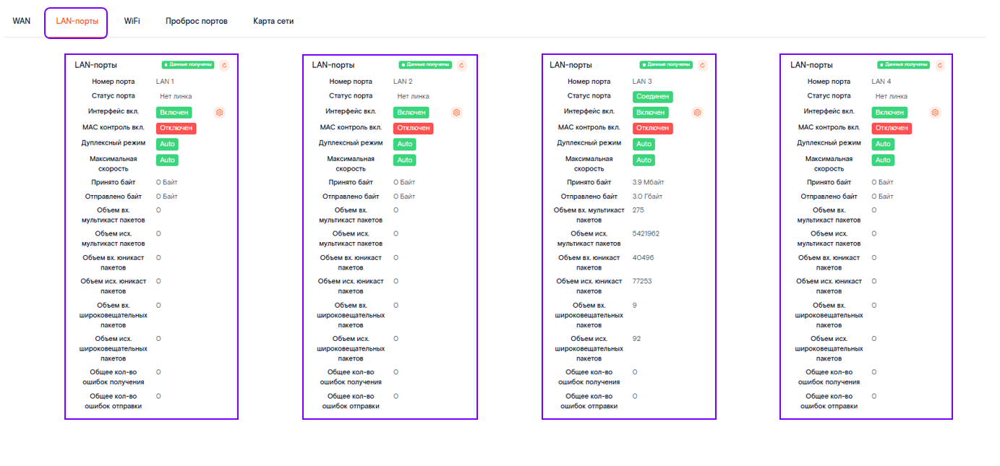 WAN
LAN-порты
WiFi
Проброс портов
Карта сети
LAN-порты
Данные получены
Номер порта
LAN 1
Статус порта
Нет линка
Интерфейс вкл.
Включен
MAC контроль вкл.
Отключен
Дуплексный режим
Auto
Максимальная
скорость
Auto
Принято байт
0 Байт
Отправлено байт
0 Байт
Объем вх.
мультикаст пакетов
0
Объем исх.
мультикаст пакетов
0
Объем вх. юникаст
пакетов
0
Объем исх. юникаст
пакетов
0
Объем вх.
широковещательных
пакетов
0
Объем исх.
широковещательных
пакетов
0
Общее кол-во
ошибок получения
0
Общее кол-во
ошибок отправки
0
LAN-порты
Данные получены
Номер порта
LAN 2
Статус порта
Нет линка
Интерфейс вкл.
Включен
MAC контроль вкл.
Отключен
Дуплексный режим
Auto
Максимальная
скорость
Auto
Принято байт
0 Байт
Отправлено байт
0 Байт
Объем вх.
мультикаст пакетов
0
Объем исх.
мультикаст пакетов
0
Объем вх. юникаст
пакетов
0
Объем исх. юникаст
пакетов
0
Объем вх.
широковещательных
пакетов
0
Объем исх.
широковещательных
пакетов
0
Общее кол-во
ошибок получения
0
Общее кол-во
ошибок отправки
0
LAN-порты
Данные получены
Номер порта
LAN 3
Статус порта
Соединен
Интерфейс вкл.
Включен
MAC контроль вкл.
Отключен
Дуплексный режим
Auto
Максимальная
скорость
Auto
Принято байт
3.9 Мбайт
Отправлено байт
3.0 Гбайт
Объем вх. мультикаст
пакетов
275
Объем исх.
мультикаст пакетов
5421962
Объем вх. юникаст
пакетов
40496
Объем исх. юникаст
пакетов
77253
Объем вх.
широковещательных
пакетов
9
Объем исх.
широковещательных
пакетов
92
Общее кол-во
ошибок получения
0
Общее кол-во
ошибок отправки
0
LAN-порты
Данные получены
Номер порта
LAN 4
Статус порта
Нет линка
Интерфейс вкл.
Включен
MAC контроль вкл.
Отключен
Дуплексный режим
Auto
Максимальная
скорость
Auto
Принято байт
0 Байт
Отправлено байт
0 Байт
Объем вх.
мультикаст пакетов
0
Объем исх.
мультикаст пакетов
0
Объем вх. юникаст
пакетов
0
Объем исх. юникаст
пакетов
0
Объем вх.
широковещательных
пакетов
0
Объем исх.
широковещательных
пакетов
0
Общее кол-во
ошибок получения
0
Общее кол-во
ошибок отправки
0